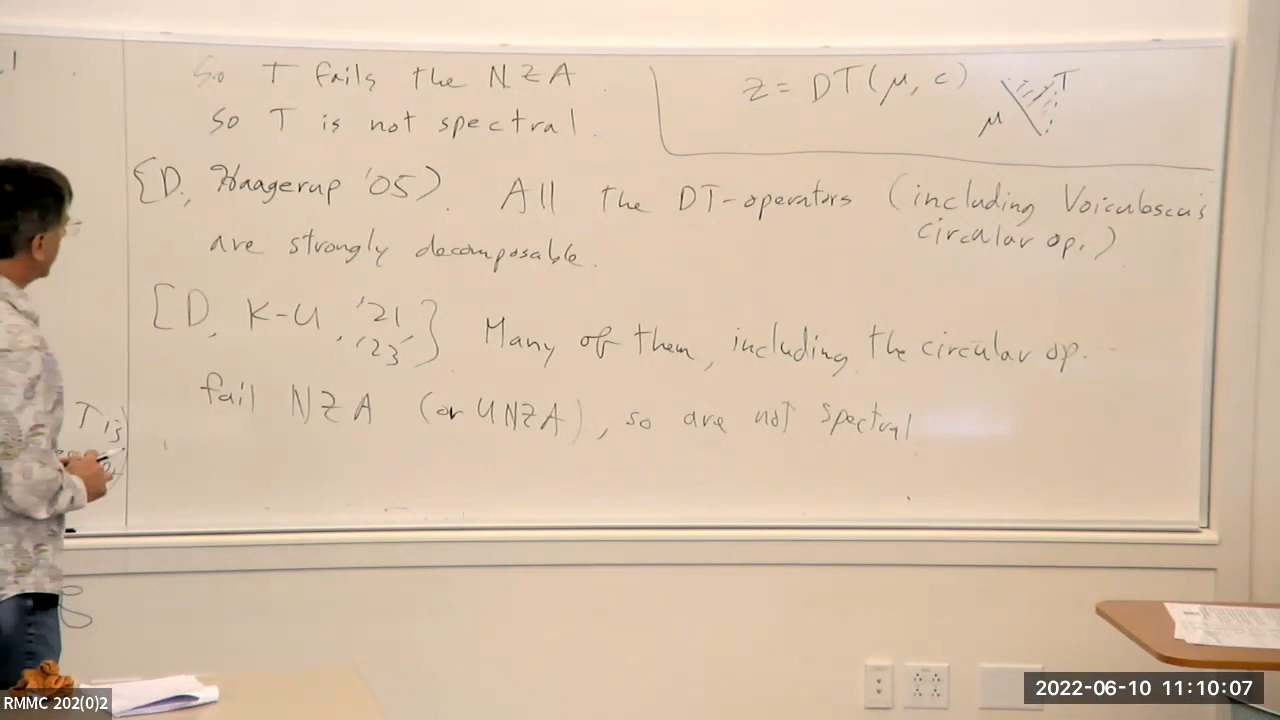 So T fails the NZA
So T is not spectral.
Z = DT(μ, c)
T
μ
[D, Haagerup '05]. All the DT-operators (including Voiculuscu's
circular op.)
are strongly decomposable.
[D, K-U, '21,
'23]
Many of them, including the circular op.
fail NZA (or UNZA), so are not spectral
T is
RMMC 202(0)2
2022-06-10 11:10:07